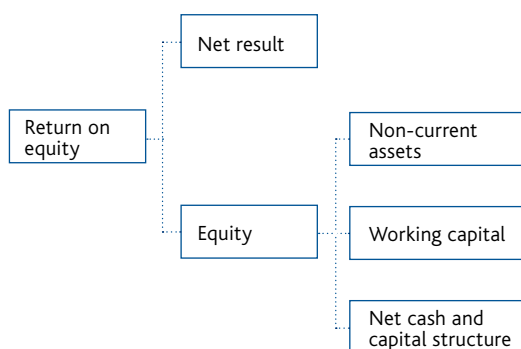 Net result
Return on
equity
Non-current
assets
Equity
Working capital
Net cash and
capital structure